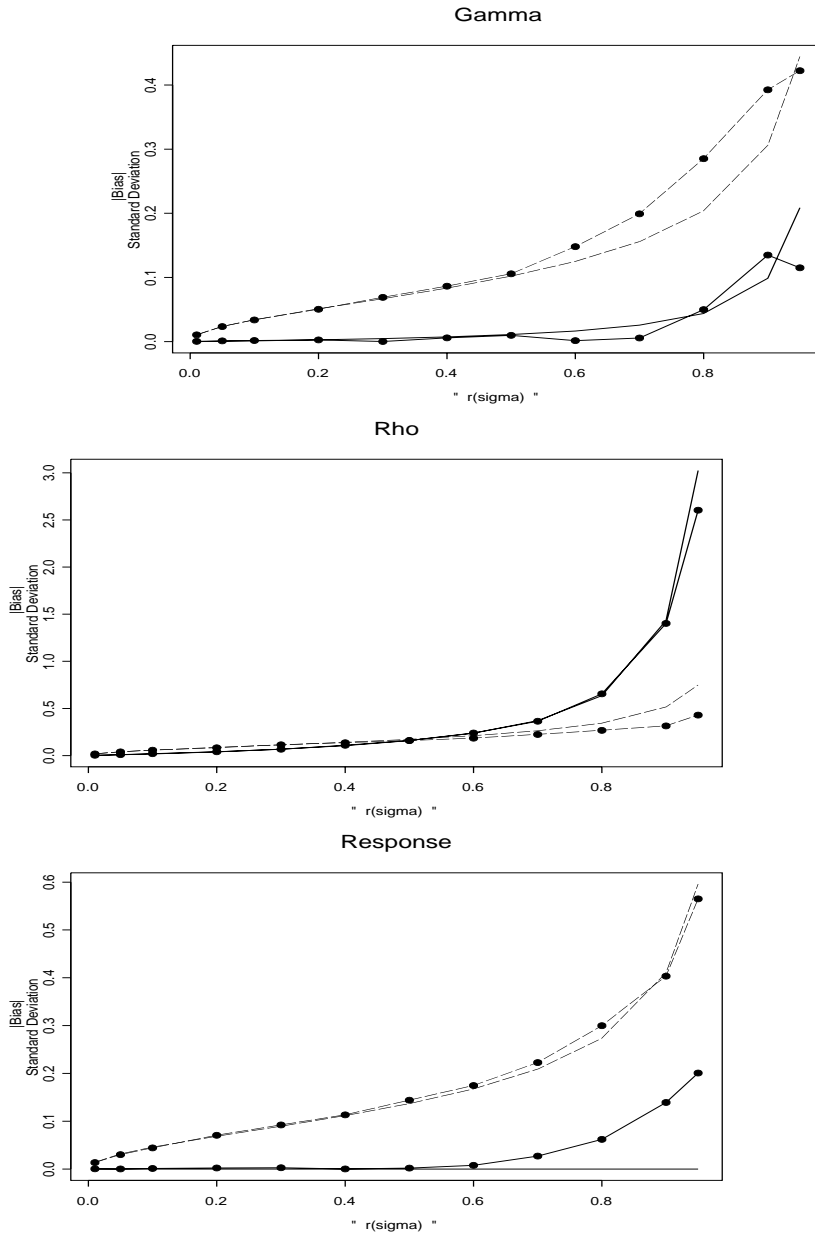 Gamma
|Bias|
Standard Deviation
0.4
0.3
0.2
0.1
0.0
0.0 0.2 0.4 0.6 0.8
" r(sigma) "
Rho
|Bias|
Standard Deviation
3.0
2.5
2.0
1.5
1.0
0.5
0.0
0.0 0.2 0.4 0.6 0.8
" r(sigma) "
Response
|Bias|
Standard Deviation
0.6
0.5
0.4
0.3
0.2
0.1
0.0
0.0 0.2 0.4 0.6 0.8
" r(sigma) "